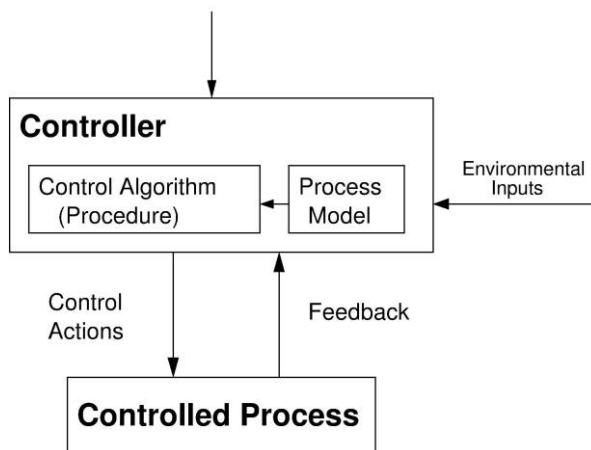 Controller
Control Algorithm
(Procedure)
Process
Model
Environmental
Inputs
Control
Actions
Feedback
Controlled Process